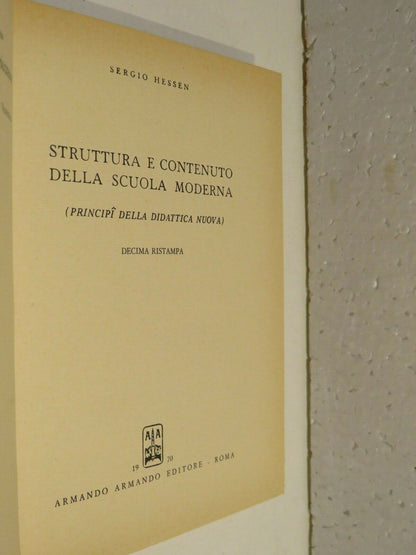 SERGIO HESSEN
STRUTTURA E CONTENUTO
DELLA SCUOLA MODERNA
(PRINCIPÎ DELLA DIDATTICA NUOVA)
DECIMA RISTAMPA
19 70
ARMANDO ARMANDO EDITORE · ROMA